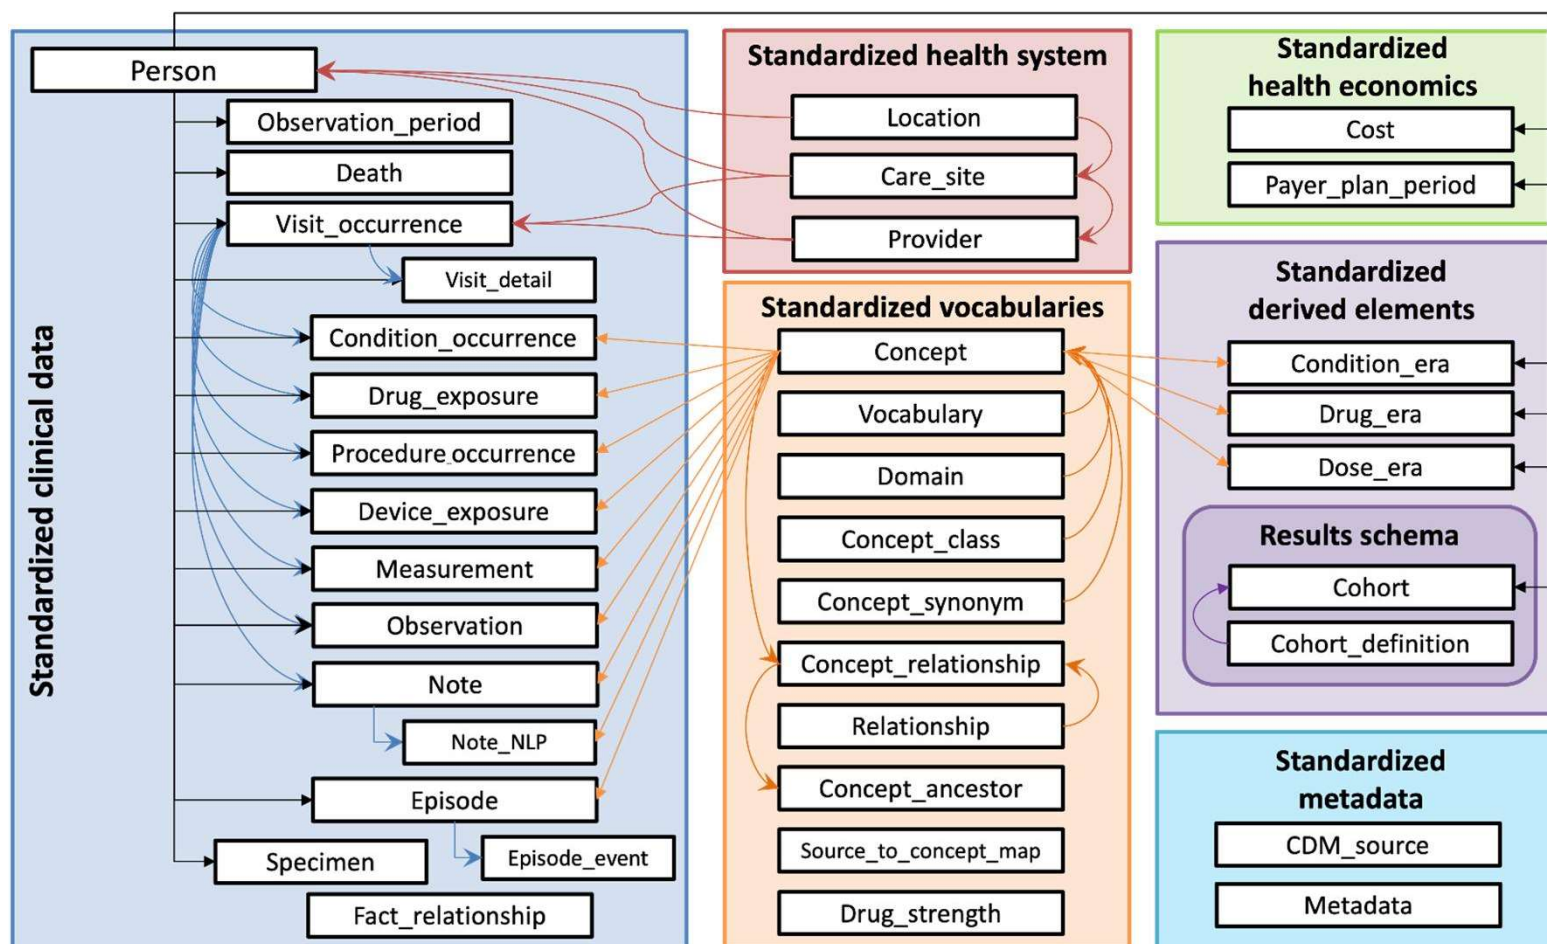 Standardized clinical data
Person
Observation_period
Death
Visit_occurrence
Visit_detail
Condition_occurrence
Drug_exposure
Procedure_occurrence
Device_exposure
Measurement
Observation
Note
Note_NLP
Episode
Episode_event
Specimen
Fact_relationship
Standardized health system
Location
Care_site
Provider
Standardized vocabularies
Concept
Vocabulary
Domain
Concept_class
Concept_synonym
Concept_relationship
Relationship
Concept_ancestor
Source_to_concept_map
Drug_strength
Standardized
health economics
Cost
Payer_plan_period
Standardized
derived elements
Condition_era
Drug_era
Dose_era
Results schema
Cohort
Cohort_definition
Standardized
metadata
CDM_source
Metadata